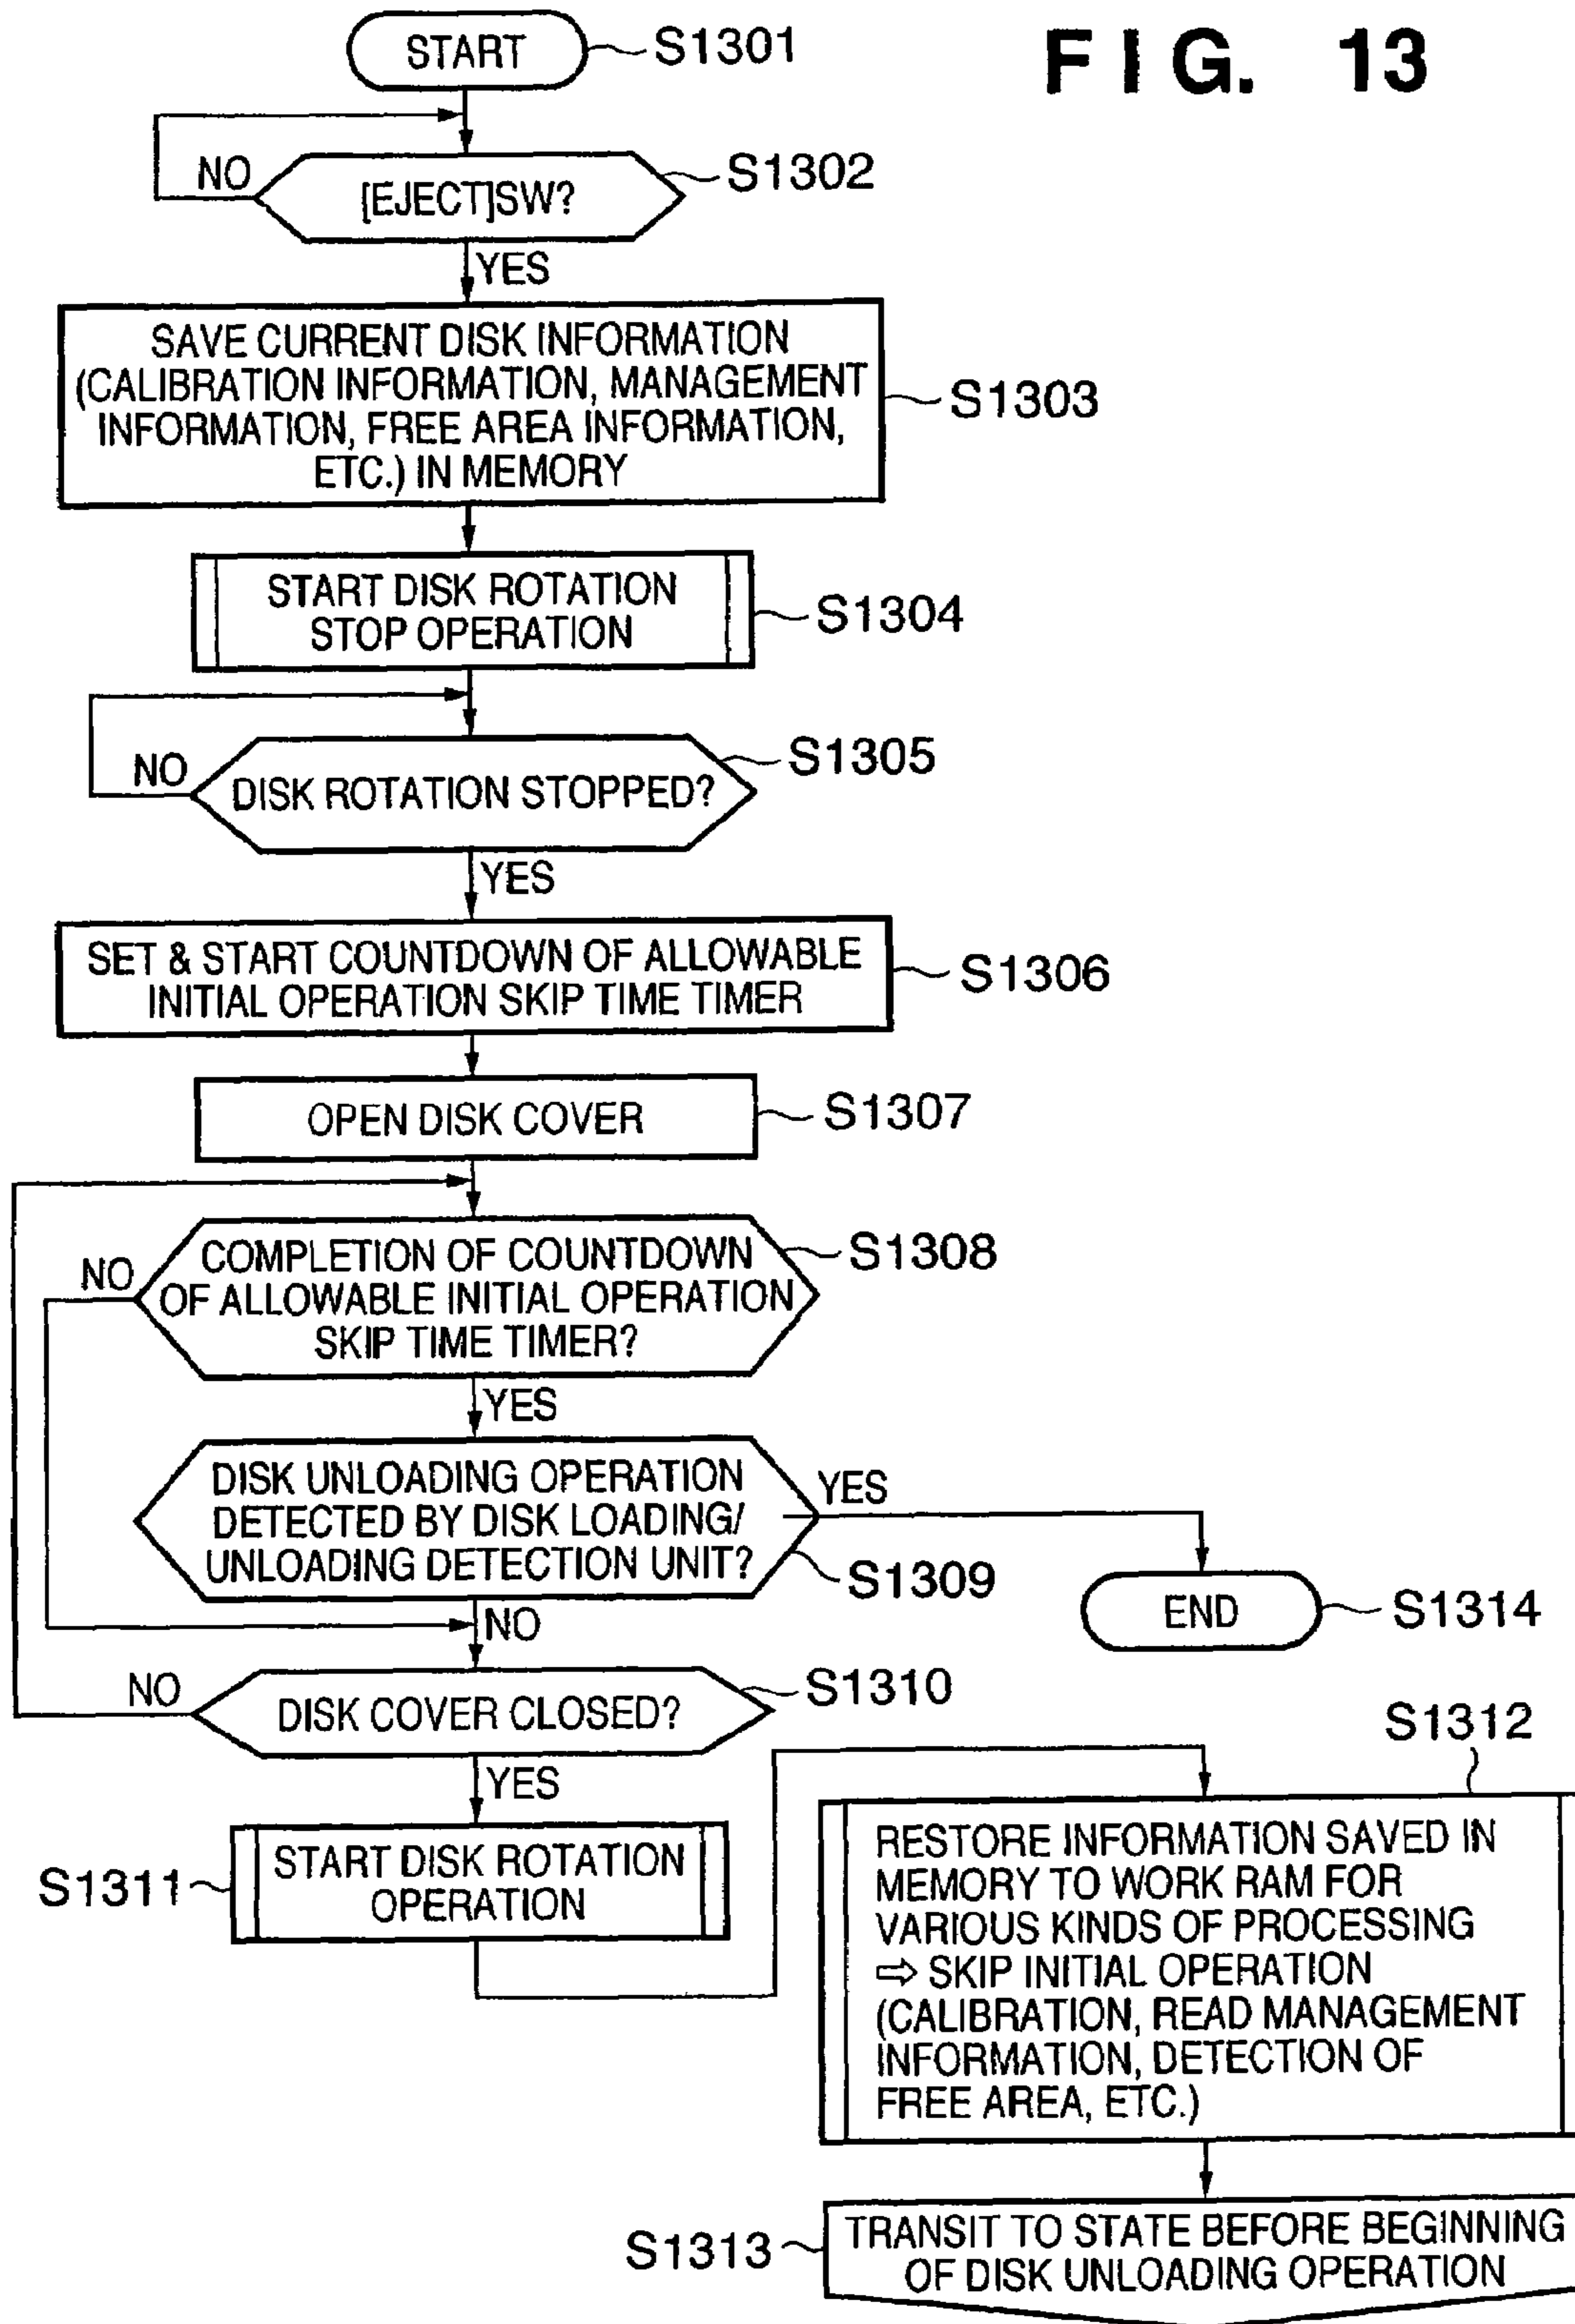 FIG. 13
START
S1301
NO
[EJECT]SW?
S1302
YES
SAVE CURRENT DISK INFORMATION
(CALIBRATION INFORMATION, MANAGEMENT
INFORMATION, FREE AREA INFORMATION,
ETC.) IN MEMORY
S1303
START DISK ROTATION
STOP OPERATION
S1304
NO
DISK ROTATION STOPPED?
S1305
YES
SET & START COUNTDOWN OF ALLOWABLE
INITIAL OPERATION SKIP TIME TIMER
S1306
OPEN DISK COVER
S1307
NO
COMPLETION OF COUNTDOWN
OF ALLOWABLE INITIAL OPERATION
SKIP TIME TIMER?
S1308
YES
DISK UNLOADING OPERATION
DETECTED BY DISK LOADING/
UNLOADING DETECTION UNIT?
YES
S1309
END
S1314
NO
NO
DISK COVER CLOSED?
S1310
YES
S1311
START DISK ROTATION
OPERATION
S1312
RESTORE INFORMATION SAVED IN
MEMORY TO WORK RAM FOR
VARIOUS KINDS OF PROCESSING
⇨ SKIP INITIAL OPERATION
(CALIBRATION, READ MANAGEMENT
INFORMATION, DETECTION OF
FREE AREA, ETC.)
S1313
TRANSIT TO STATE BEFORE BEGINNING
OF DISK UNLOADING OPERATION